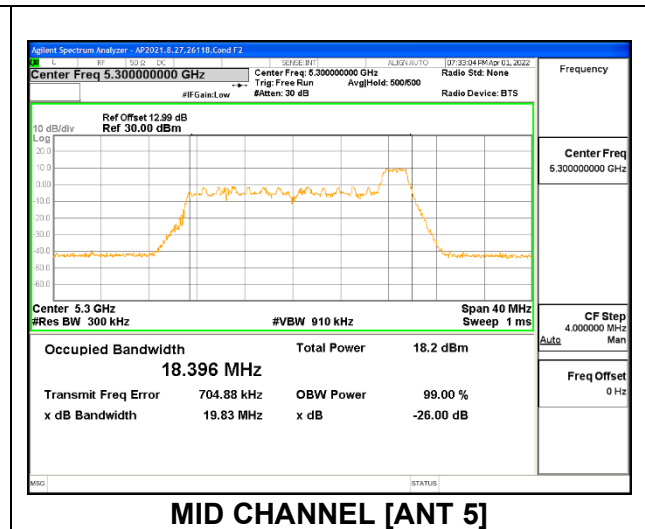 Agilent Spectrum Analyzer - AP2021.8.27,26118,Cond F2
LXI L RF 50 Ω DC SENSE:INT ALIGN AUTO 07:33:04 PM Apr 01, 2022
Center Freq 5.300000000 GHz Center Freq: 5.300000000 GHz Radio Std: None
Trig: Free Run Avg|Hold: 500/500
#IFGain:Low #Atten: 30 dB Radio Device: BTS
Frequency
Ref Offset 12.99 dB
10 dB/div Ref 30.00 dBm
Log
20.0
10.0
0.00
-10.0
-20.0
-30.0
-40.0
-50.0
-60.0
Center Freq
5.300000000 GHz
Center 5.3 GHz Span 40 MHz
#Res BW 300 kHz #VBW 910 kHz Sweep 1 ms
CF Step
4.000000 MHz
Auto Man
Occupied Bandwidth Total Power 18.2 dBm
18.396 MHz
Freq Offset
0 Hz
Transmit Freq Error 704.88 kHz OBW Power 99.00 %
x dB Bandwidth 19.83 MHz x dB -26.00 dB
MSG STATUS
MID CHANNEL [ANT 5]